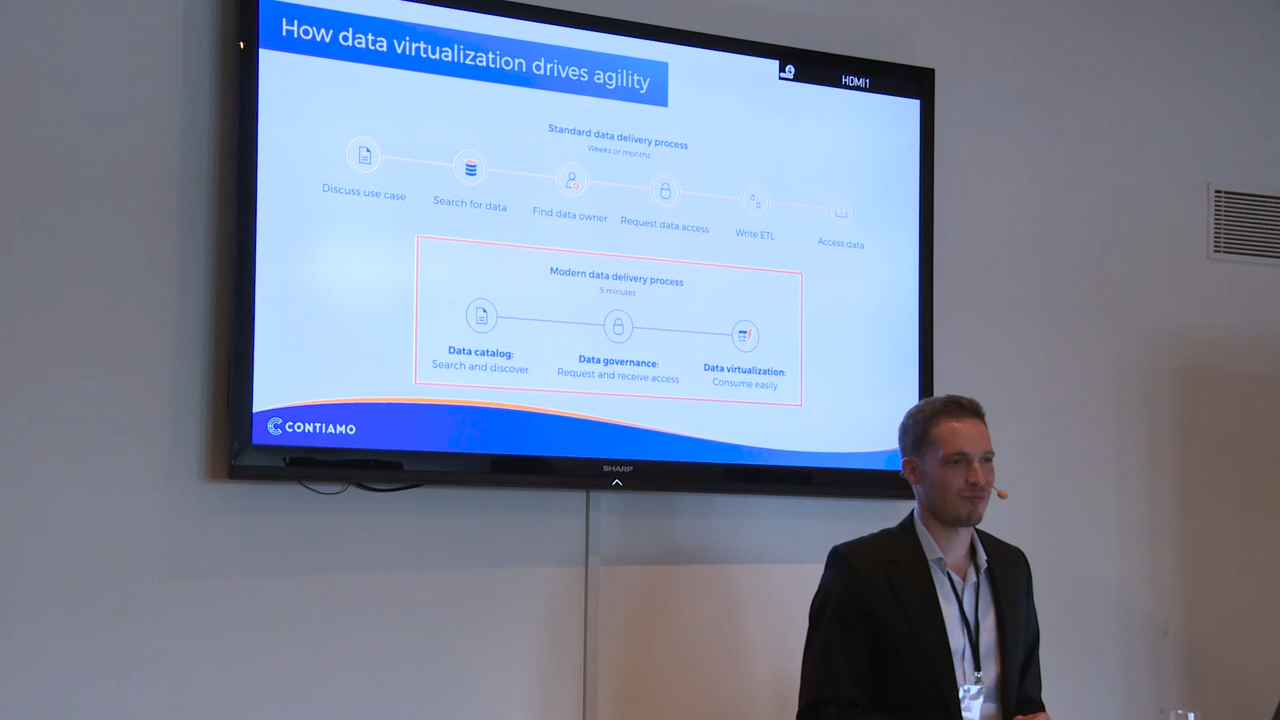 How data virtualization drives agility
HDMI1
Standard data delivery process
Weeks or months
Discuss use case
Search for data
Find data owner
Request data access
Write ETL
Access data
Modern data delivery process
5 minutes
Data catalog:
Search and discover
Data governance:
Request and receive access
Data virtualization:
Consume easily
CONTIAMO
SHARP